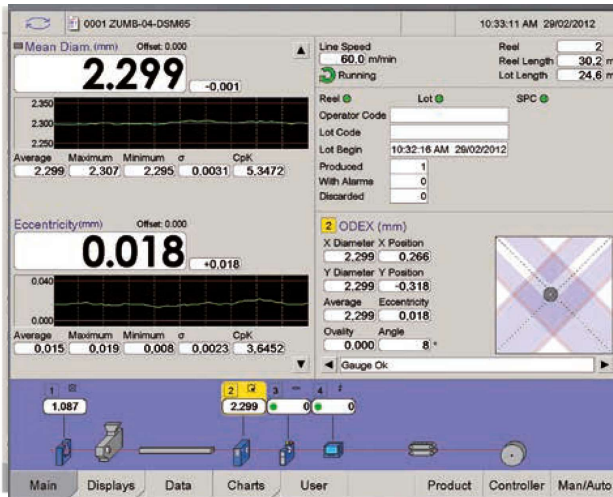 0001 ZUMB-04-DSM65
10:33:11 AM 29/02/2012
Mean Diam. (mm) Offset: 0.000
2.299 -0.001
2.350
2.300
2.250
Average Maximum Minimum σ CpK
2,299 2,307 2,295 0,0031 5,3472
Eccentricity(mm) Offset: 0.000
0.018 +0,018
0.040
0.000
Average Maximum Minimum σ CpK
0,015 0,019 0,008 0,0023 3,6452
Line Speed
60.0 m/min
Running
Reel 2
Reel Length 30.2 m
Lot Length 24,6 m
Reel Lot SPC
Operator Code
Lot Code
Lot Begin 10:32:16 AM 29/02/2012
Produced 1
With Alarms 0
Discarded 0
2 ODEX (mm)
X Diameter X Position
2,299 0,266
Y Diameter Y Position
2,299 -0,318
Average Eccentricity
2,299 0,018
Ovality Angle
0,000 8 °
Gauge Ok
1 2 3 4
1,087 2,299 0 0
Main Displays Data Charts User Product Controller Man/Auto